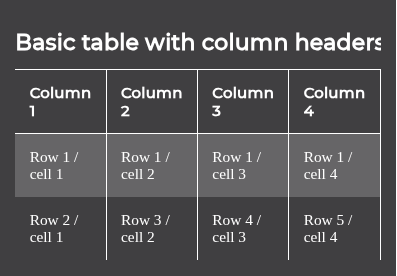 Basic table with column headers
Column 1 Column 2 Column 3 Column 4
Row 1 / cell 1 Row 1 / cell 2 Row 1 / cell 3 Row 1 / cell 4
Row 2 / cell 1 Row 3 / cell 2 Row 4 / cell 3 Row 5 / cell 4